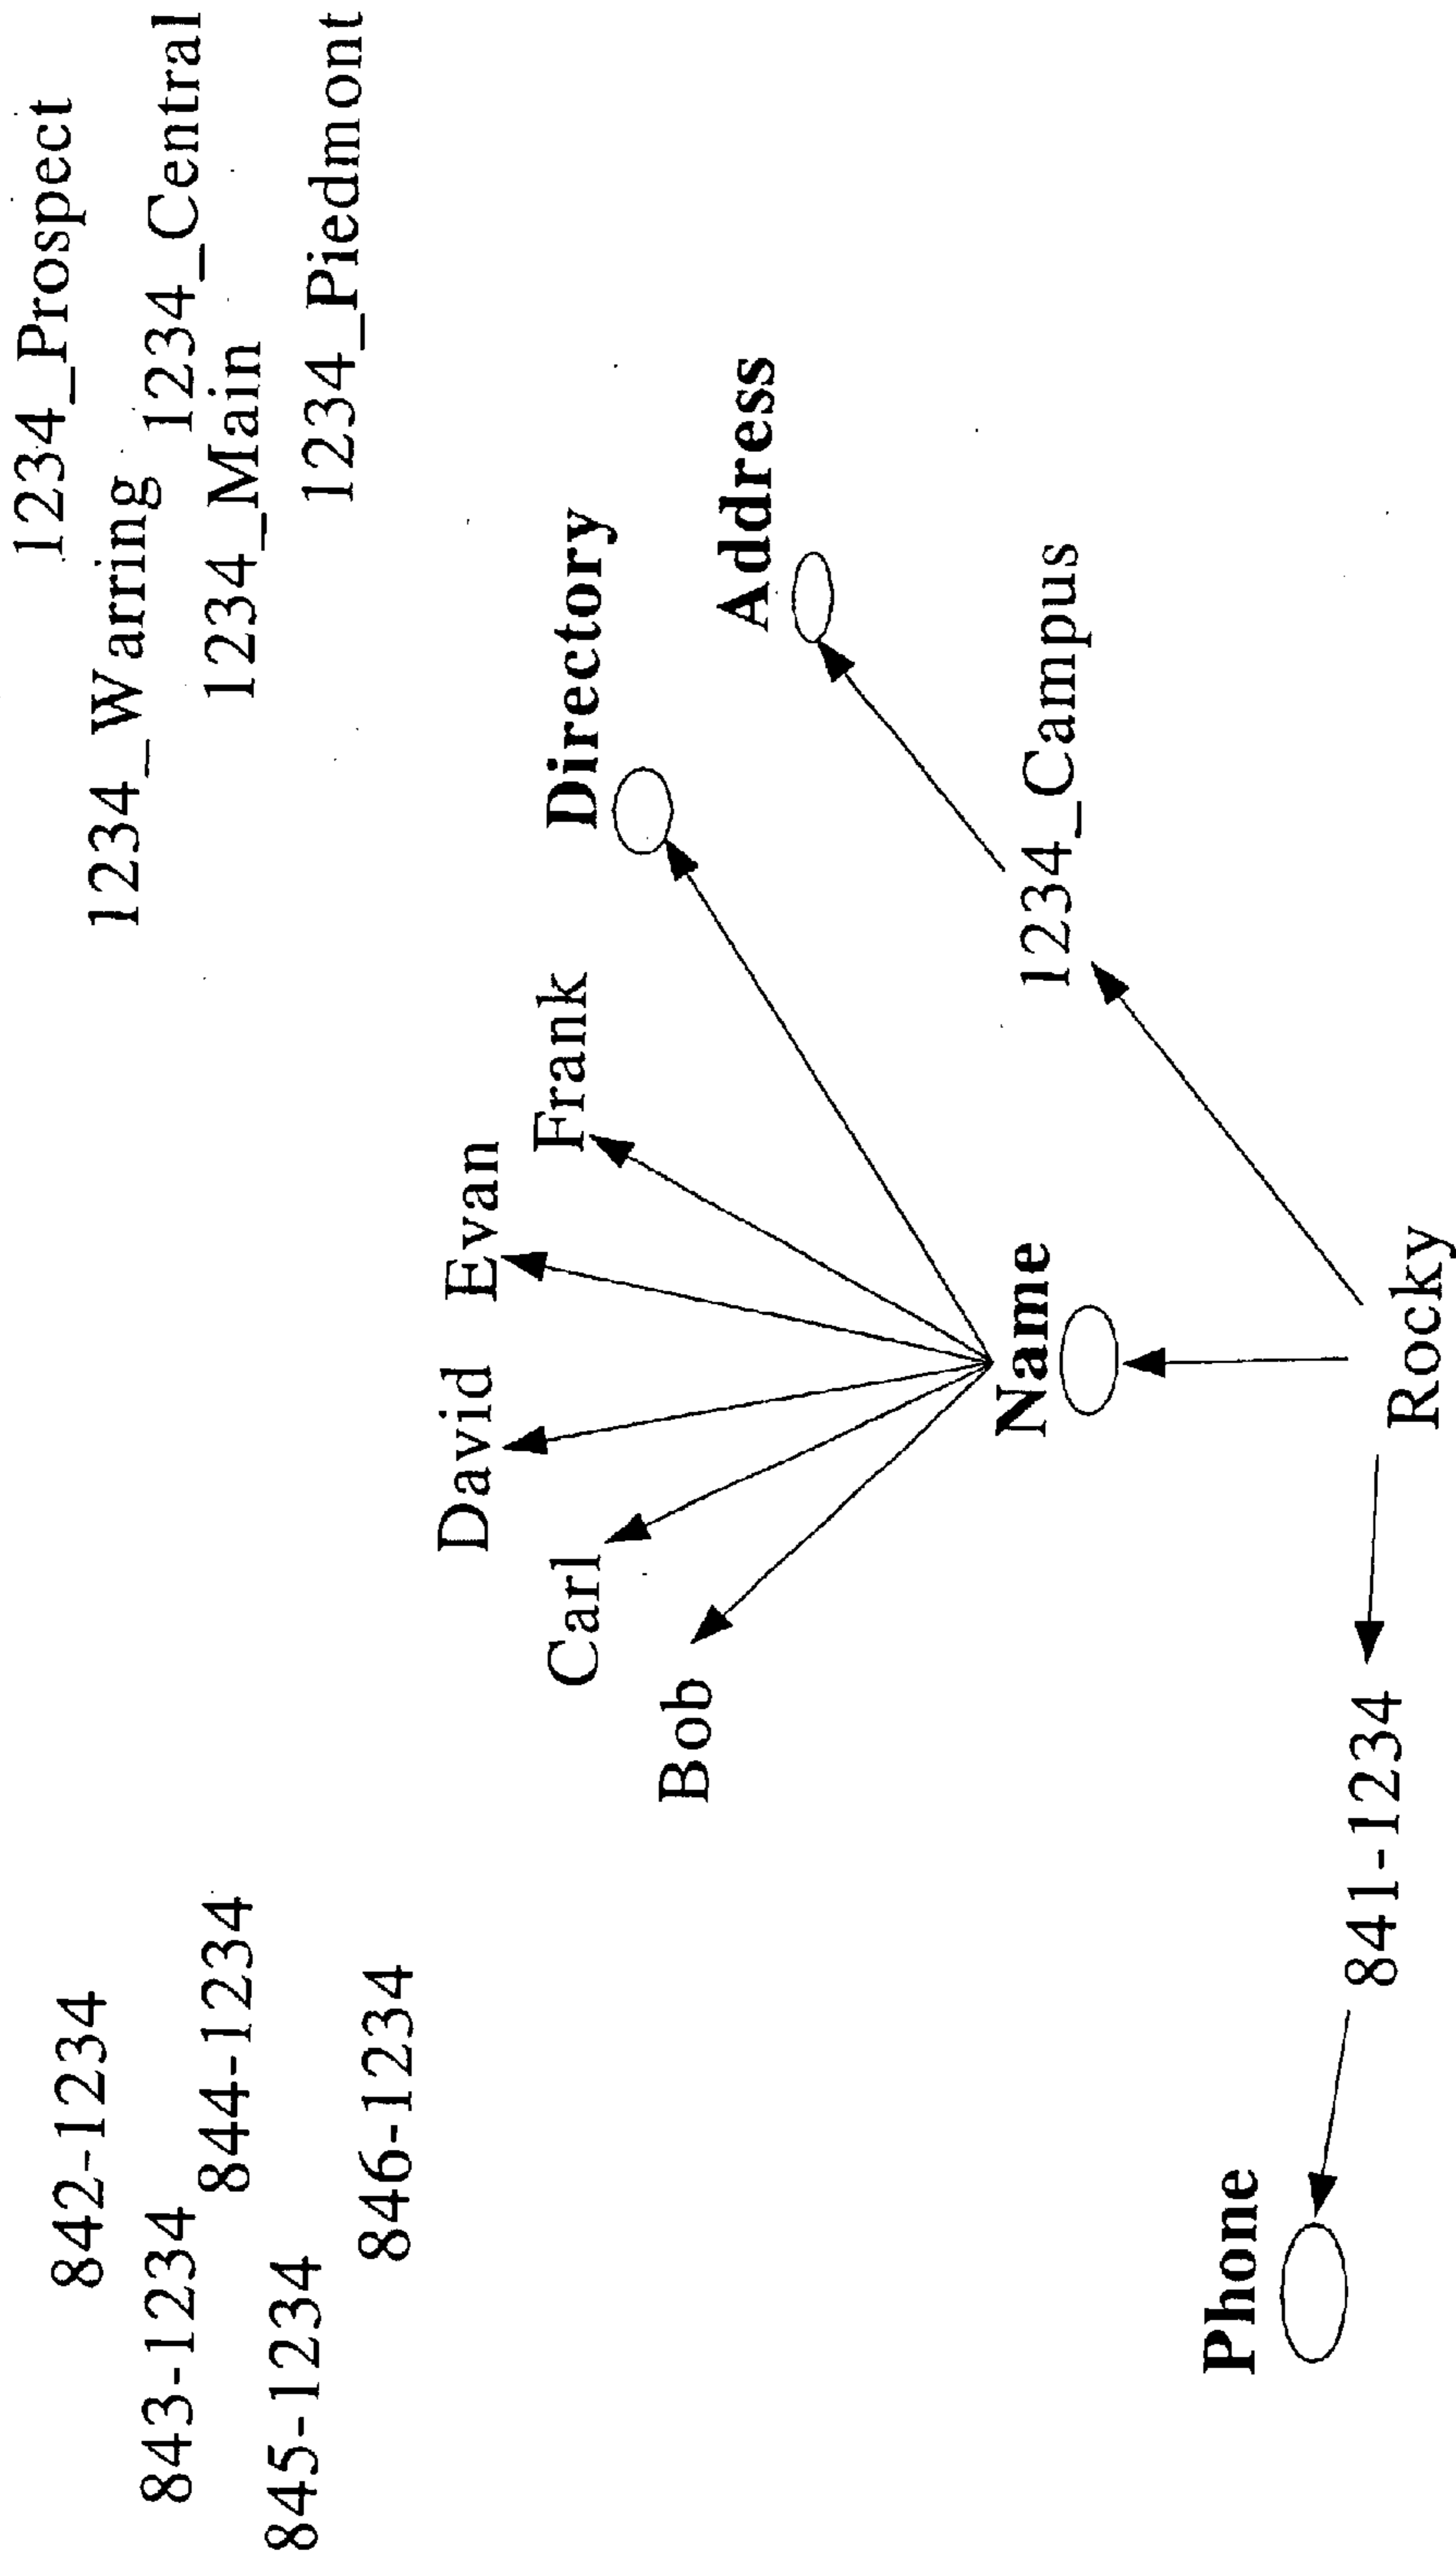 842-1234
843-1234
844-1234
845-1234
846-1234
1234_Prospect
1234_Warring
1234_Central
1234_Main
1234_Piedmont
David
Evan
Carl
Frank
Directory
Bob
Address
Name
1234_Campus
Phone
841-1234
Rocky